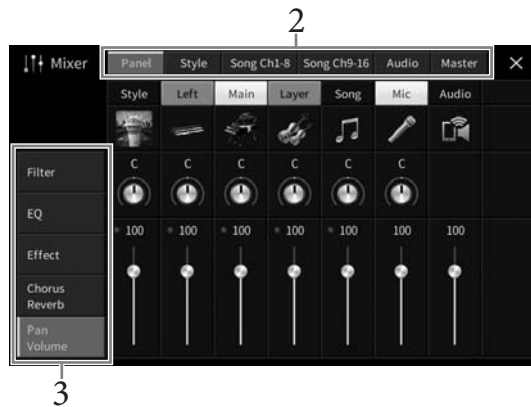 2
Mixer
Panel Style Song Ch1-8 Song Ch9-16 Audio Master ×
Style Left Main Layer Song Mic Audio
C C C C C C
100 100 100 100 100 100 100
Filter
EQ
Effect
Chorus
Reverb
Pan
Volume
3